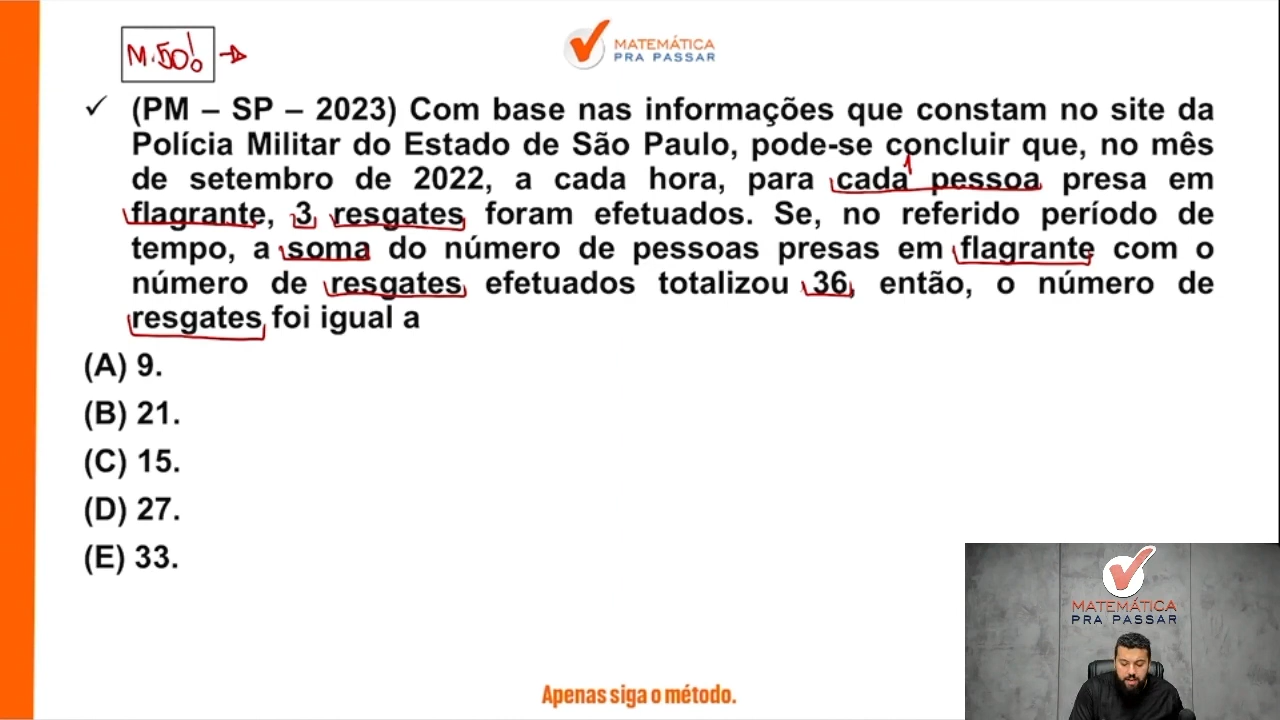 M.50!
MATEMÁTICA
PRA PASSAR
✓ (PM – SP – 2023) Com base nas informações que constam no site da
Polícia Militar do Estado de São Paulo, pode-se concluir que, no mês
1
de setembro de 2022, a cada hora, para cada pessoa presa em
flagrante, 3 resgates foram efetuados. Se, no referido período de
tempo, a soma do número de pessoas presas em flagrante com o
número de resgates efetuados totalizou 36, então, o número de
resgates foi igual a
(A) 9.
(B) 21.
(C) 15.
(D) 27.
(E) 33.
MATEMÁTICA
PRA PASSAR
Apenas siga o método.